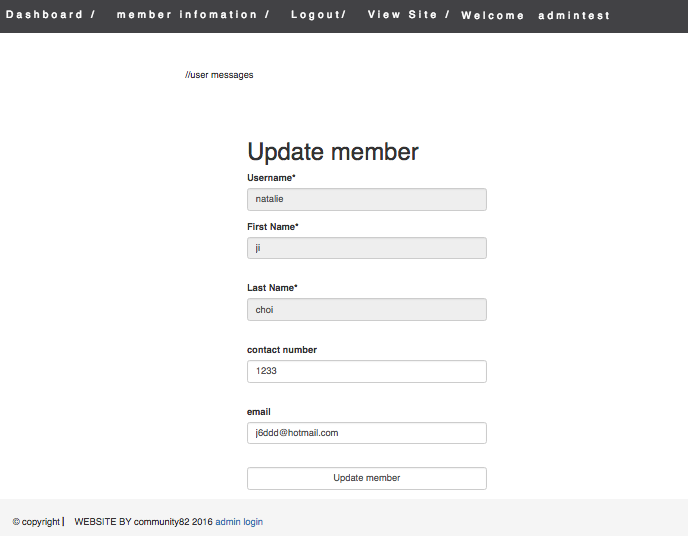 Dashboard / member infomation / Logout/ View Site / Welcome admintest
//user messages
Update member
Username*
natalie
First Name*
ji
Last Name*
choi
contact number
1233
email
j6ddd@hotmail.com
Update member
© copyright | WEBSITE BY community82 2016 admin login